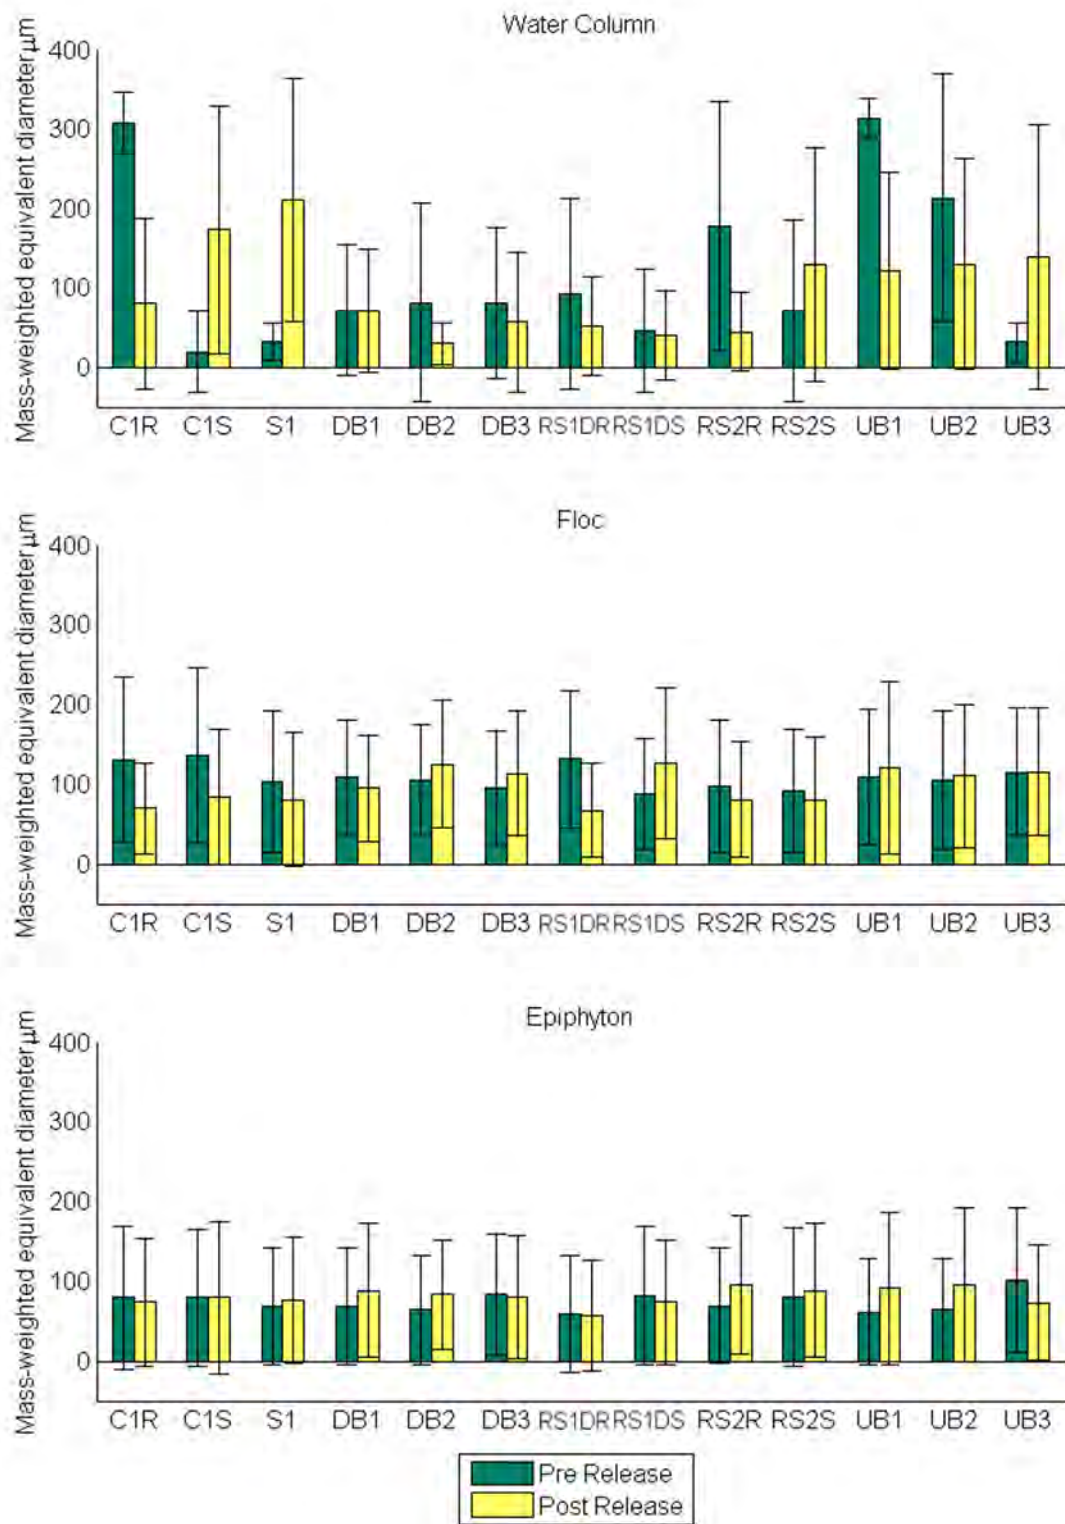 Water Column
Mass-weighted equivalent diameter μm
400
300
200
100
0
C1R C1S S1 DB1 DB2 DB3 RS1DR RS1DS RS2R RS2S UB1 UB2 UB3
Floc
Mass-weighted equivalent diameter μm
400
300
200
100
0
C1R C1S S1 DB1 DB2 DB3 RS1DR RS1DS RS2R RS2S UB1 UB2 UB3
Epiphyton
Mass-weighted equivalent diameter μm
400
300
200
100
0
C1R C1S S1 DB1 DB2 DB3 RS1DR RS1DS RS2R RS2S UB1 UB2 UB3
Pre Release
Post Release